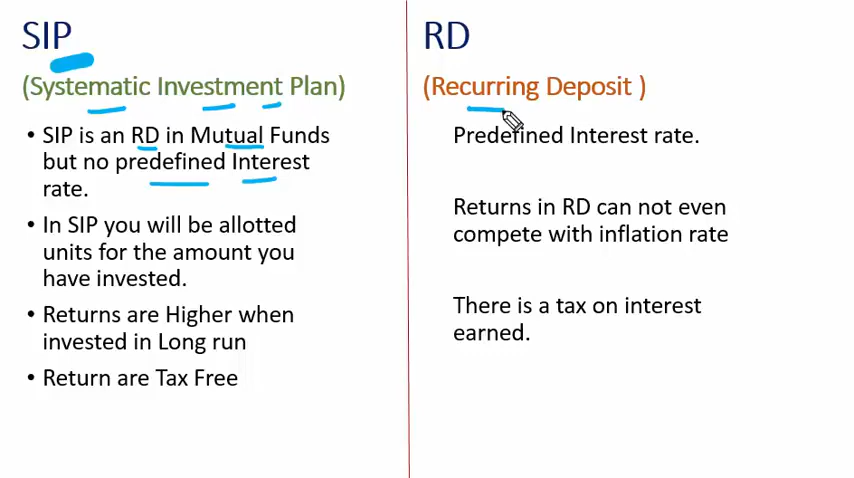 SIP
(Systematic Investment Plan)
• SIP is an RD in Mutual Funds
but no predefined Interest
rate.
• In SIP you will be allotted
units for the amount you
have invested.
• Returns are Higher when
invested in Long run
• Return are Tax Free
RD
(Recurring Deposit )
Predefined Interest rate.
Returns in RD can not even
compete with inflation rate
There is a tax on interest
earned.